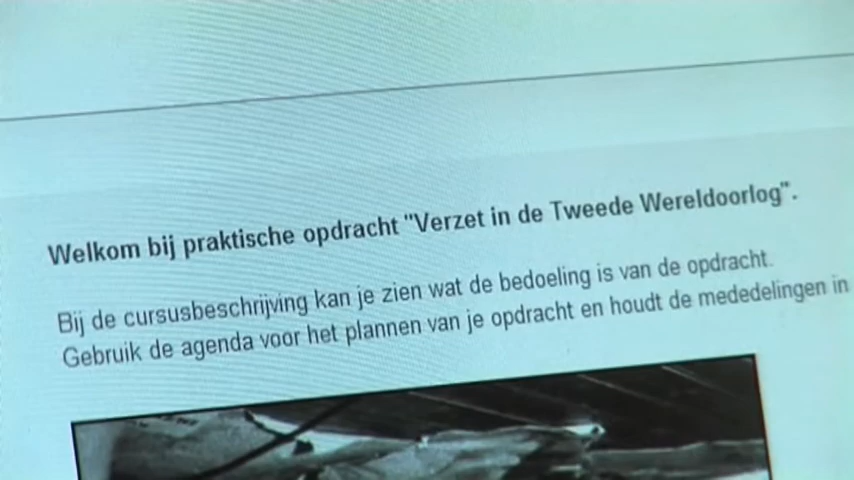 Welkom bij praktische opdracht "Verzet in de Tweede Wereldoorlog".
Bij de cursusbeschrijving kan je zien wat de bedoeling is van de opdracht.
Gebruik de agenda voor het plannen van je opdracht en houdt de mededelingen in